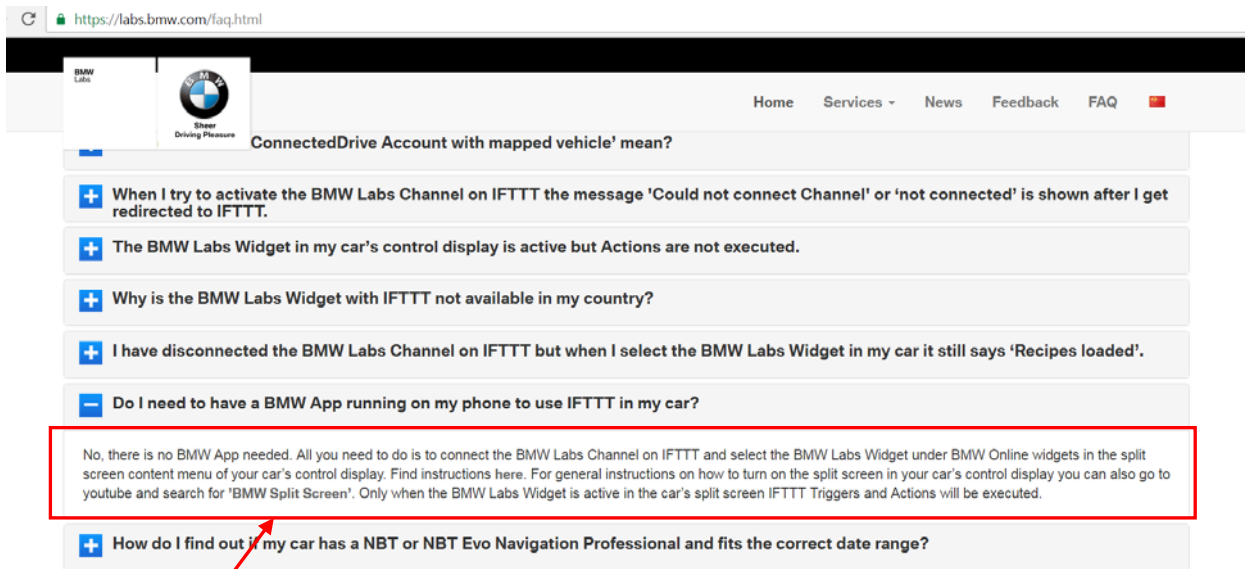 https://labs.bmw.com/faq.html
BMW
Labs
BMW
Sheer
Driving Pleasure
Home Services News Feedback FAQ
ConnectedDrive Account with mapped vehicle’ mean?
When I try to activate the BMW Labs Channel on IFTTT the message 'Could not connect Channel' or ‘not connected’ is shown after I get
redirected to IFTTT.
The BMW Labs Widget in my car’s control display is active but Actions are not executed.
Why is the BMW Labs Widget with IFTTT not available in my country?
I have disconnected the BMW Labs Channel on IFTTT but when I select the BMW Labs Widget in my car it still says ‘Recipes loaded’.
Do I need to have a BMW App running on my phone to use IFTTT in my car?
No, there is no BMW App needed. All you need to do is to connect the BMW Labs Channel on IFTTT and select the BMW Labs Widget under BMW Online widgets in the split
screen content menu of your car’s control display. Find instructions here. For general instructions on how to turn on the split screen in your car’s control display you can also go to
youtube and search for 'BMW Split Screen'. Only when the BMW Labs Widget is active in the car’s split screen IFTTT Triggers and Actions will be executed.
How do I find out if my car has a NBT or NBT Evo Navigation Professional and fits the correct date range?